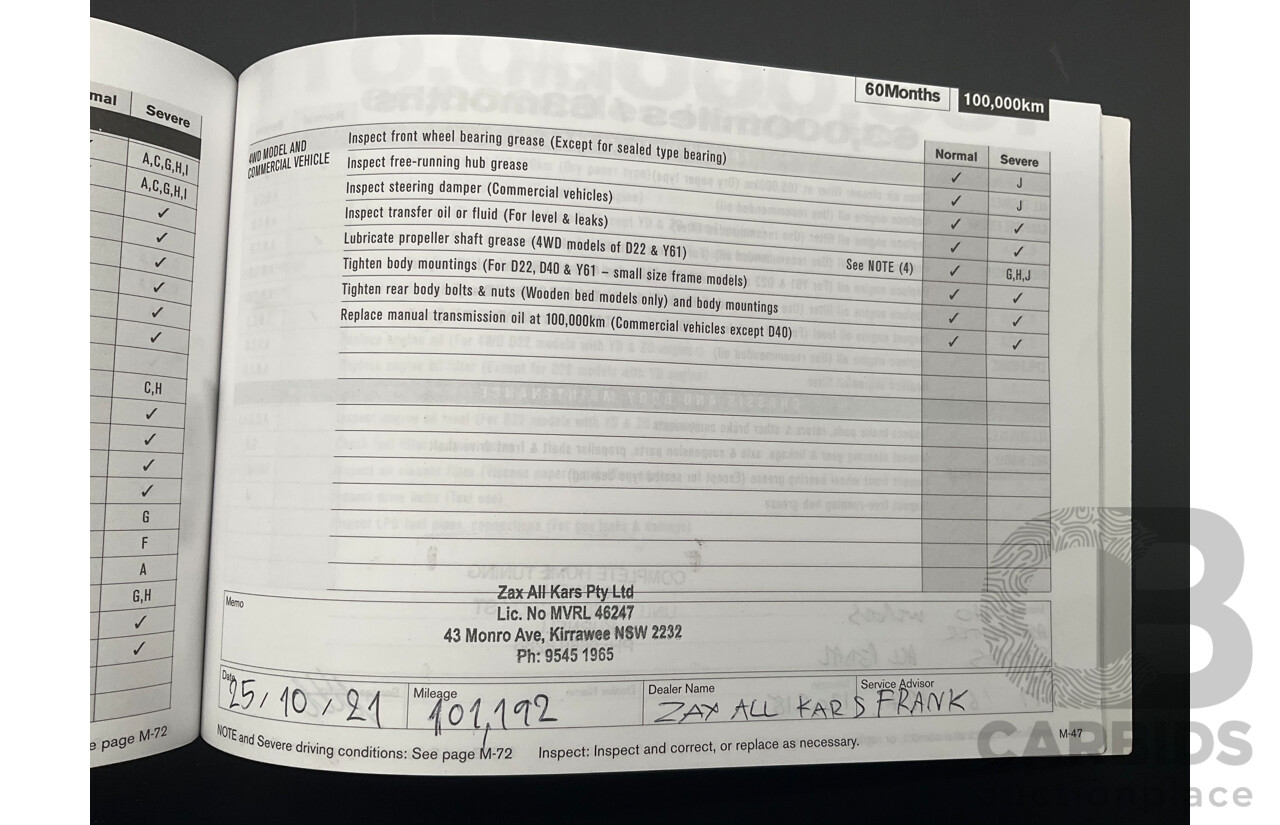 mal Severe
A,C,G,H,I
A,C,G,H,I
✓
✓
✓
✓
✓
✓
C,H
✓
✓
✓
✓
G
F
A
G,H
✓
✓
e page M-72
60Months 100,000km
Normal Severe
4WD MODEL AND
COMMERCIAL VEHICLE
Inspect front wheel bearing grease (Except for sealed type bearing) ✓ J
Inspect free-running hub grease ✓ J
Inspect steering damper (Commercial vehicles) ✓ ✓
Inspect transfer oil or fluid (For level & leaks) ✓ ✓
Lubricate propeller shaft grease (4WD models of D22 & Y61) See NOTE (4) ✓ G,H,J
Tighten body mountings (For D22, D40 & Y61 – small size frame models) ✓ ✓
Tighten rear body bolts & nuts (Wooden bed models only) and body mountings ✓ ✓
Replace manual transmission oil at 100,000km (Commercial vehicles except D40) ✓ ✓
Memo
Zax All Kars Pty Ltd
Lic. No MVRL 46247
43 Monro Ave, Kirrawee NSW 2232
Ph: 9545 1965
Date 25/10/21 Mileage 101,192 Dealer Name ZAX ALL KARS Service Advisor FRANK
NOTE and Severe driving conditions: See page M-72 Inspect: Inspect and correct, or replace as necessary. M-47
CB
CARBIDS
auctionplace